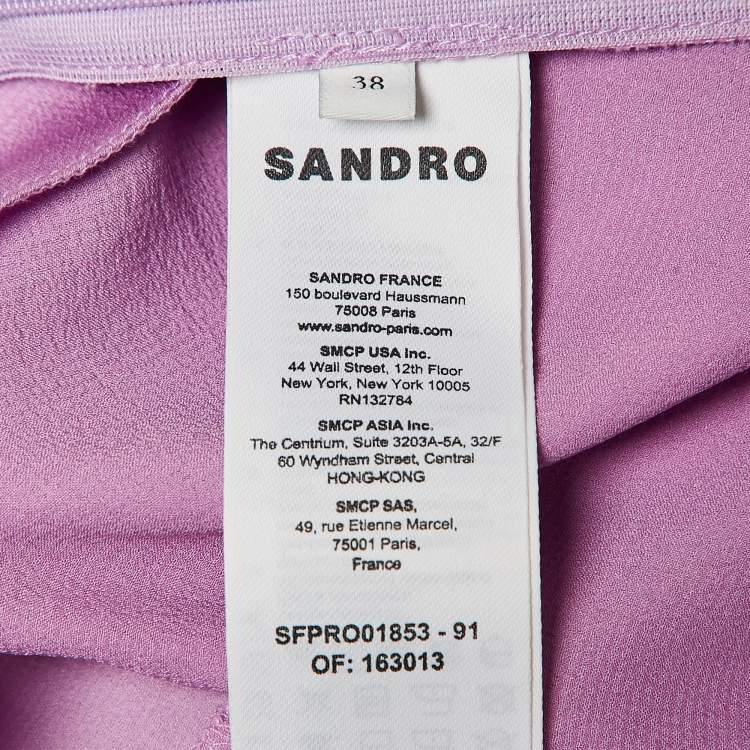 38
SANDRO
SANDRO FRANCE
150 boulevard Haussmann
75008 Paris
www.sandro-paris.com
SMCP USA Inc.
44 Wall Street, 12th Floor
New York, New York 10005
RN132784
SMCP ASIA Inc.
The Centrium, Suite 3203A-5A, 32/F
60 Wyndham Street, Central
HONG-KONG
SMCP SAS,
49, rue Etienne Marcel,
75001 Paris,
France
SFPRO01853 - 91
OF: 163013